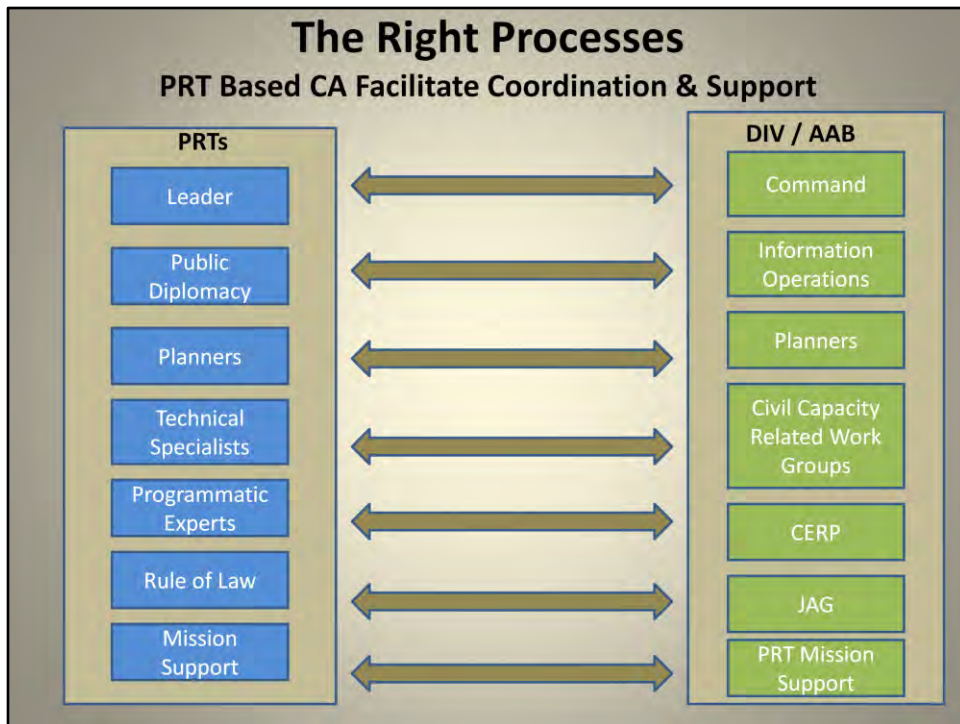 The Right Processes
PRT Based CA Facilitate Coordination & Support
PRTs
Leader
Public
Diplomacy
Planners
Technical
Specialists
Programmatic
Experts
Rule of Law
Mission
Support
DIV / AAB
Command
Information
Operations
Planners
Civil Capacity
Related Work
Groups
CERP
JAG
PRT Mission
Support